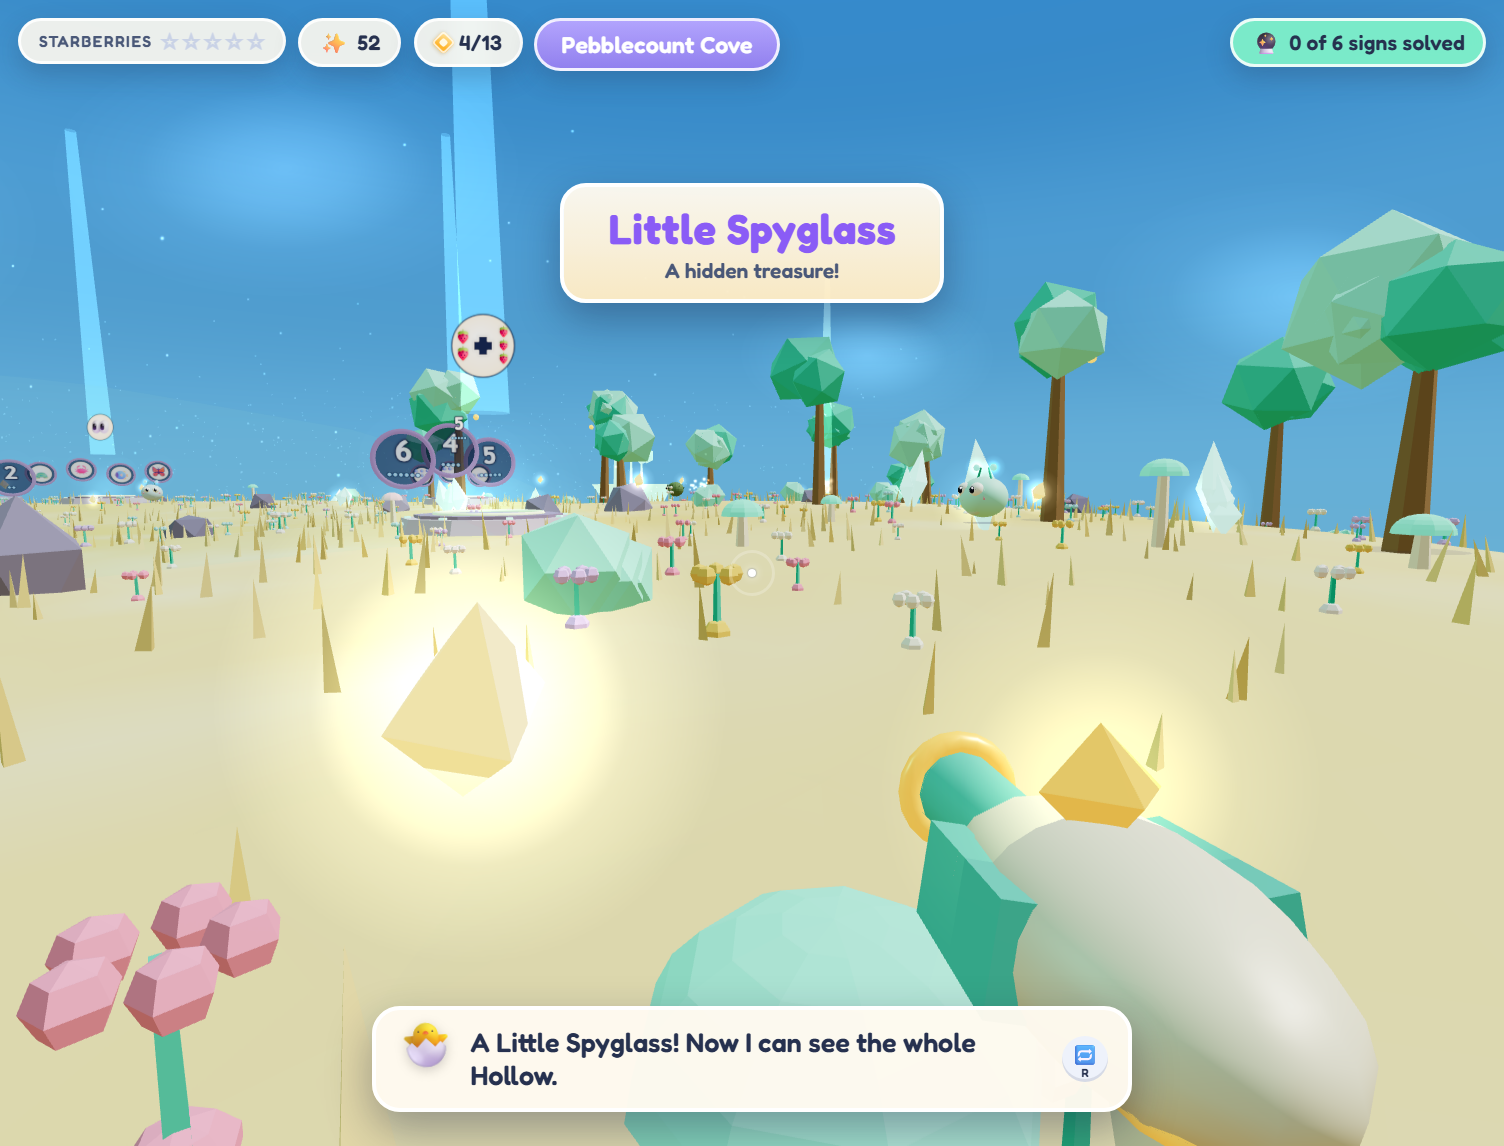 STARBERRIES
52
4/13
Pebblecount Cove
0 of 6 signs solved
Little Spyglass
A hidden treasure!
5
6
4
5
2
A Little Spyglass! Now I can see the whole
Hollow.
R